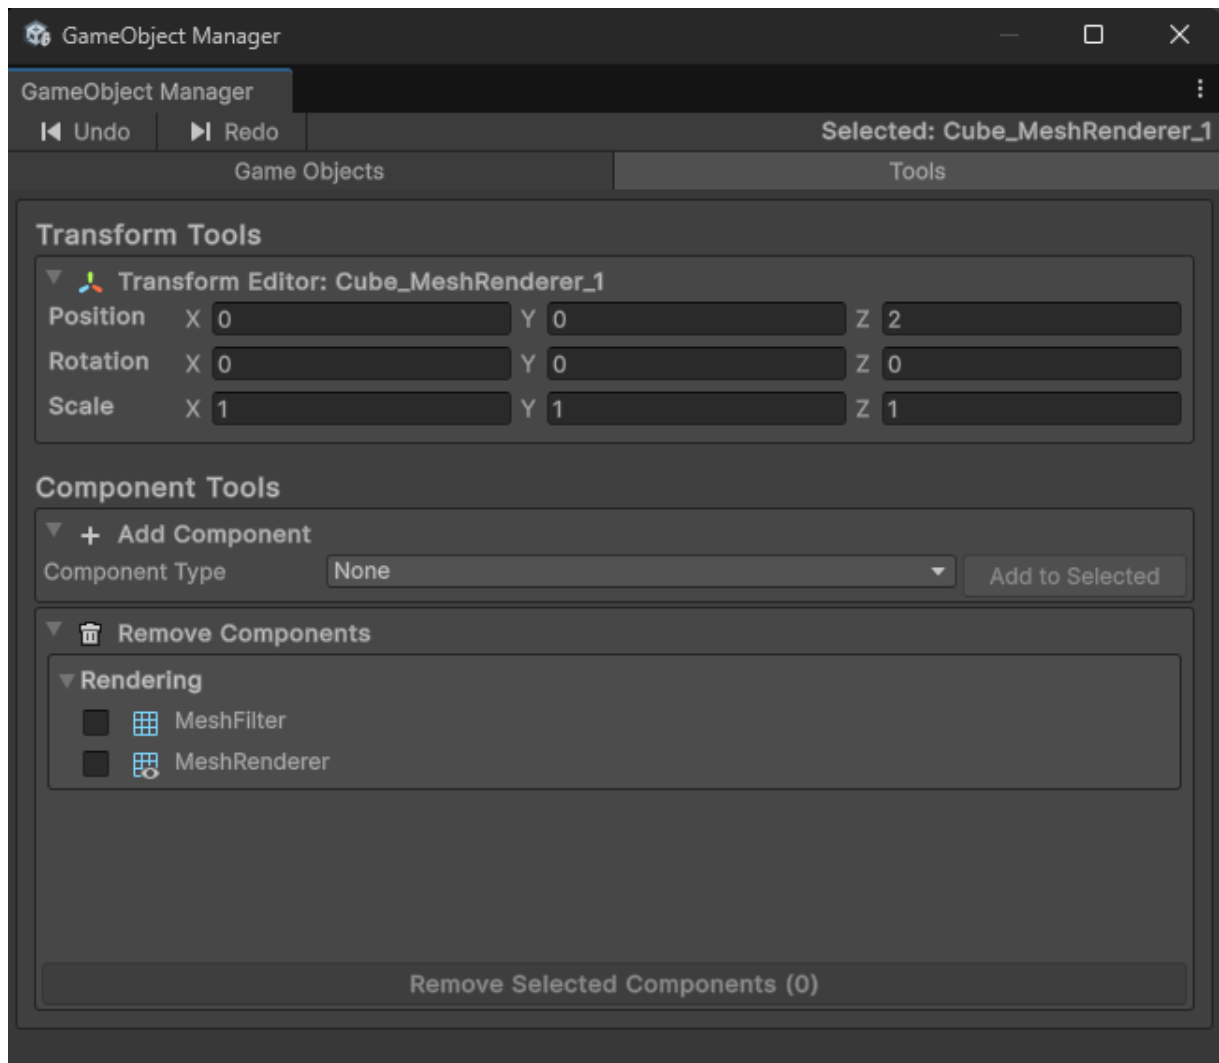 GameObject Manager
GameObject Manager
Undo Redo Selected: Cube_MeshRenderer_1
Game Objects Tools
Transform Tools
Transform Editor: Cube_MeshRenderer_1
Position X 0 Y 0 Z 2
Rotation X 0 Y 0 Z 0
Scale X 1 Y 1 Z 1
Component Tools
Add Component
Component Type None Add to Selected
Remove Components
Rendering
MeshFilter
MeshRenderer
Remove Selected Components (0)